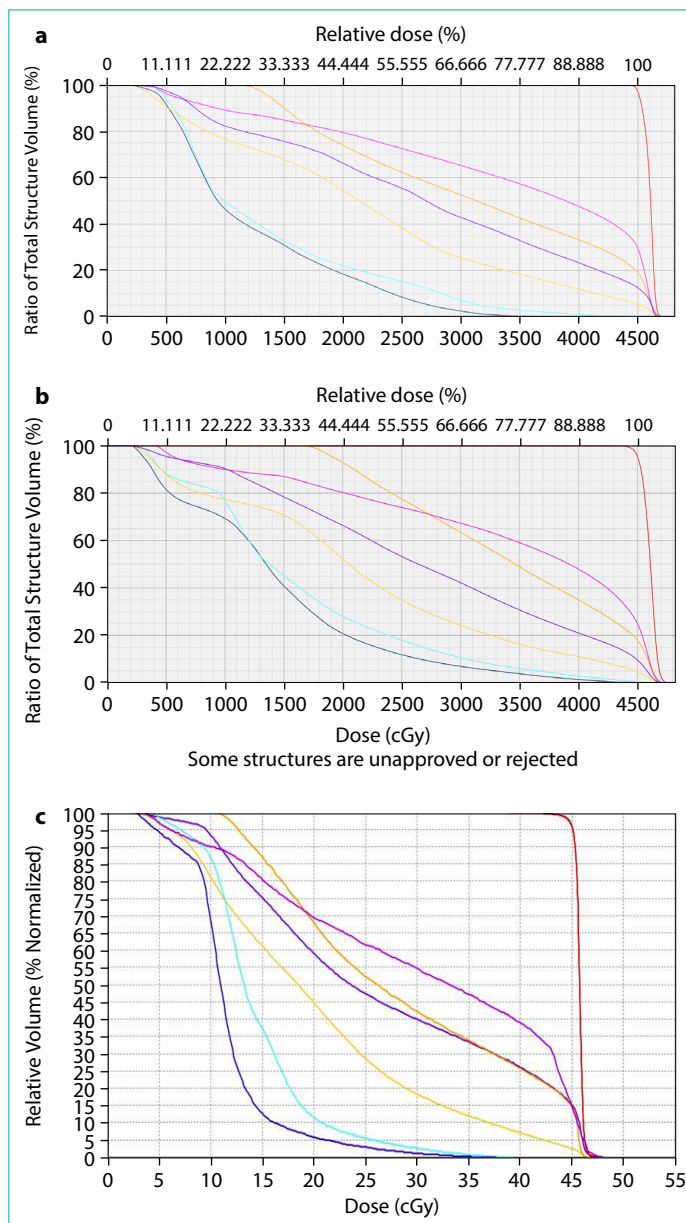 a
Relative dose (%)
0 11.111 22.222 33.333 44.444 55.555 66.666 77.777 88.888 100
Ratio of Total Structure Volume (%)
100
80
60
40
20
0
0 500 1000 1500 2000 2500 3000 3500 4000 4500
b
Relative dose (%)
0 11.111 22.222 33.333 44.444 55.555 66.666 77.777 88.888 100
Ratio of Total Structure Volume (%)
100
80
60
40
20
0
0 500 1000 1500 2000 2500 3000 3500 4000 4500
Dose (cGy)
Some structures are unapproved or rejected
c
Relative Volume (% Normalized)
100
95
90
85
80
75
70
65
60
55
50
45
40
35
30
25
20
15
10
5
0
0 5 10 15 20 25 30 35 40 45 50 55
Dose (cGy)